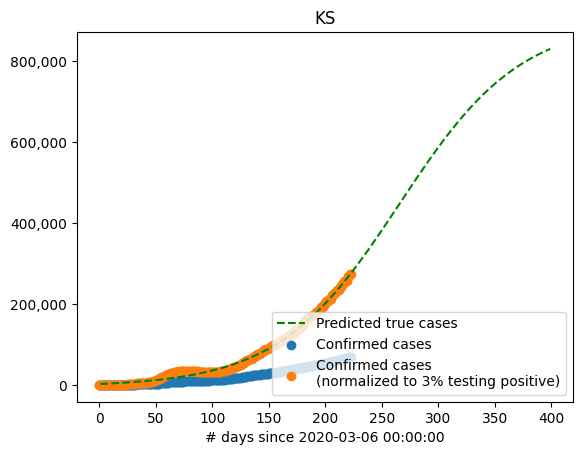 KS
800,000
600,000
400,000
200,000
0
Predicted true cases
Confirmed cases
Confirmed cases
(normalized to 3% testing positive)
0 50 100 150 200 250 300 350 400
# days since 2020-03-06 00:00:00